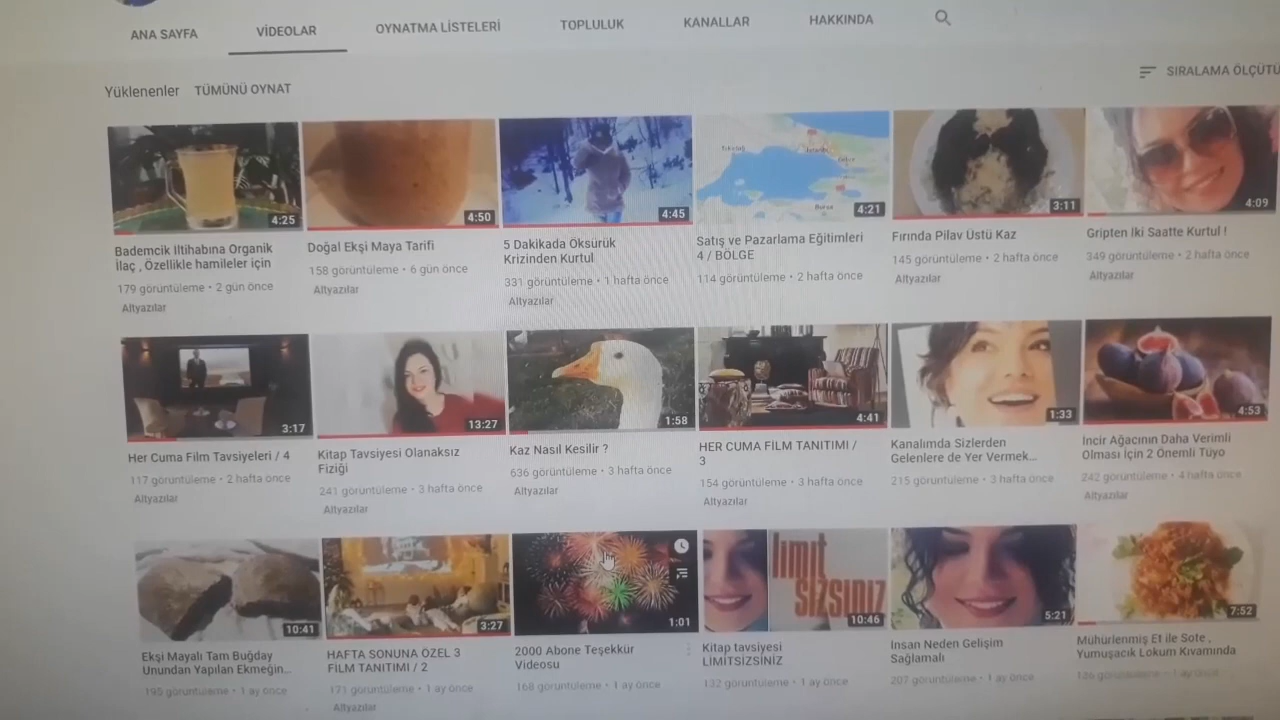 ANA SAYFA VİDEOLAR OYNATMA LİSTELERİ TOPLULUK KANALLAR HAKKINDA
Yüklenenler TÜMÜNÜ OYNAT SIRALAMA ÖLÇÜTÜ
4:25 4:50 4:45 4:21 3:11 4:09
Bademcik İltihabına Organik
İlaç , Özellikle hamileler için
179 görüntüleme • 2 gün önce
Altyazılar
Doğal Ekşi Maya Tarifi
158 görüntüleme • 6 gün önce
Altyazılar
5 Dakikada Öksürük
Krizinden Kurtul
331 görüntüleme • 1 hafta önce
Altyazılar
Tekirdağ İstanbul Bursa
Satış ve Pazarlama Eğitimleri
4 / BÖLGE
114 görüntüleme • 2 hafta önce
Fırında Pilav Üstü Kaz
145 görüntüleme • 2 hafta önce
Altyazılar
Gripten İki Saatte Kurtul !
349 görüntüleme • 2 hafta önce
Altyazılar
3:17 13:27 1:58 4:41 1:33 4:53
Her Cuma Film Tavsiyeleri / 4
117 görüntüleme • 2 hafta önce
Altyazılar
Kitap Tavsiyesi Olanaksız
Fiziği
241 görüntüleme • 3 hafta önce
Altyazılar
Kaz Nasıl Kesilir ?
636 görüntüleme • 3 hafta önce
Altyazılar
HER CUMA FİLM TANITIMI /
3
154 görüntüleme • 3 hafta önce
Altyazılar
Kanalımda Sizlerden
Gelenlere de Yer Vermek...
215 görüntüleme • 3 hafta önce
İncir Ağacının Daha Verimli
Olması İçin 2 Önemli Tüyo
242 görüntüleme • 4 hafta önce
Altyazılar
10:41 3:27 1:01 10:46 5:21 7:52
Ekşi Mayalı Tam Buğday
Unundan Yapılan Ekmeğin...
195 görüntüleme • 1 ay önce
HAFTA SONUNA ÖZEL 3
FİLM TANITIMI / 2
171 görüntüleme • 1 ay önce
Altyazılar
2000 Abone Teşekkür
Videosu
168 görüntüleme • 1 ay önce
limit
sizsiniz
Kitap tavsiyesi
LİMİTSİZSİNİZ
132 görüntüleme • 1 ay önce
İnsan Neden Gelişim
Sağlamalı
207 görüntüleme • 1 ay önce
Mühürlenmiş Et ile Sote ,
Yumuşacık Lokum Kıvamında
görüntüleme • 1 ay önce